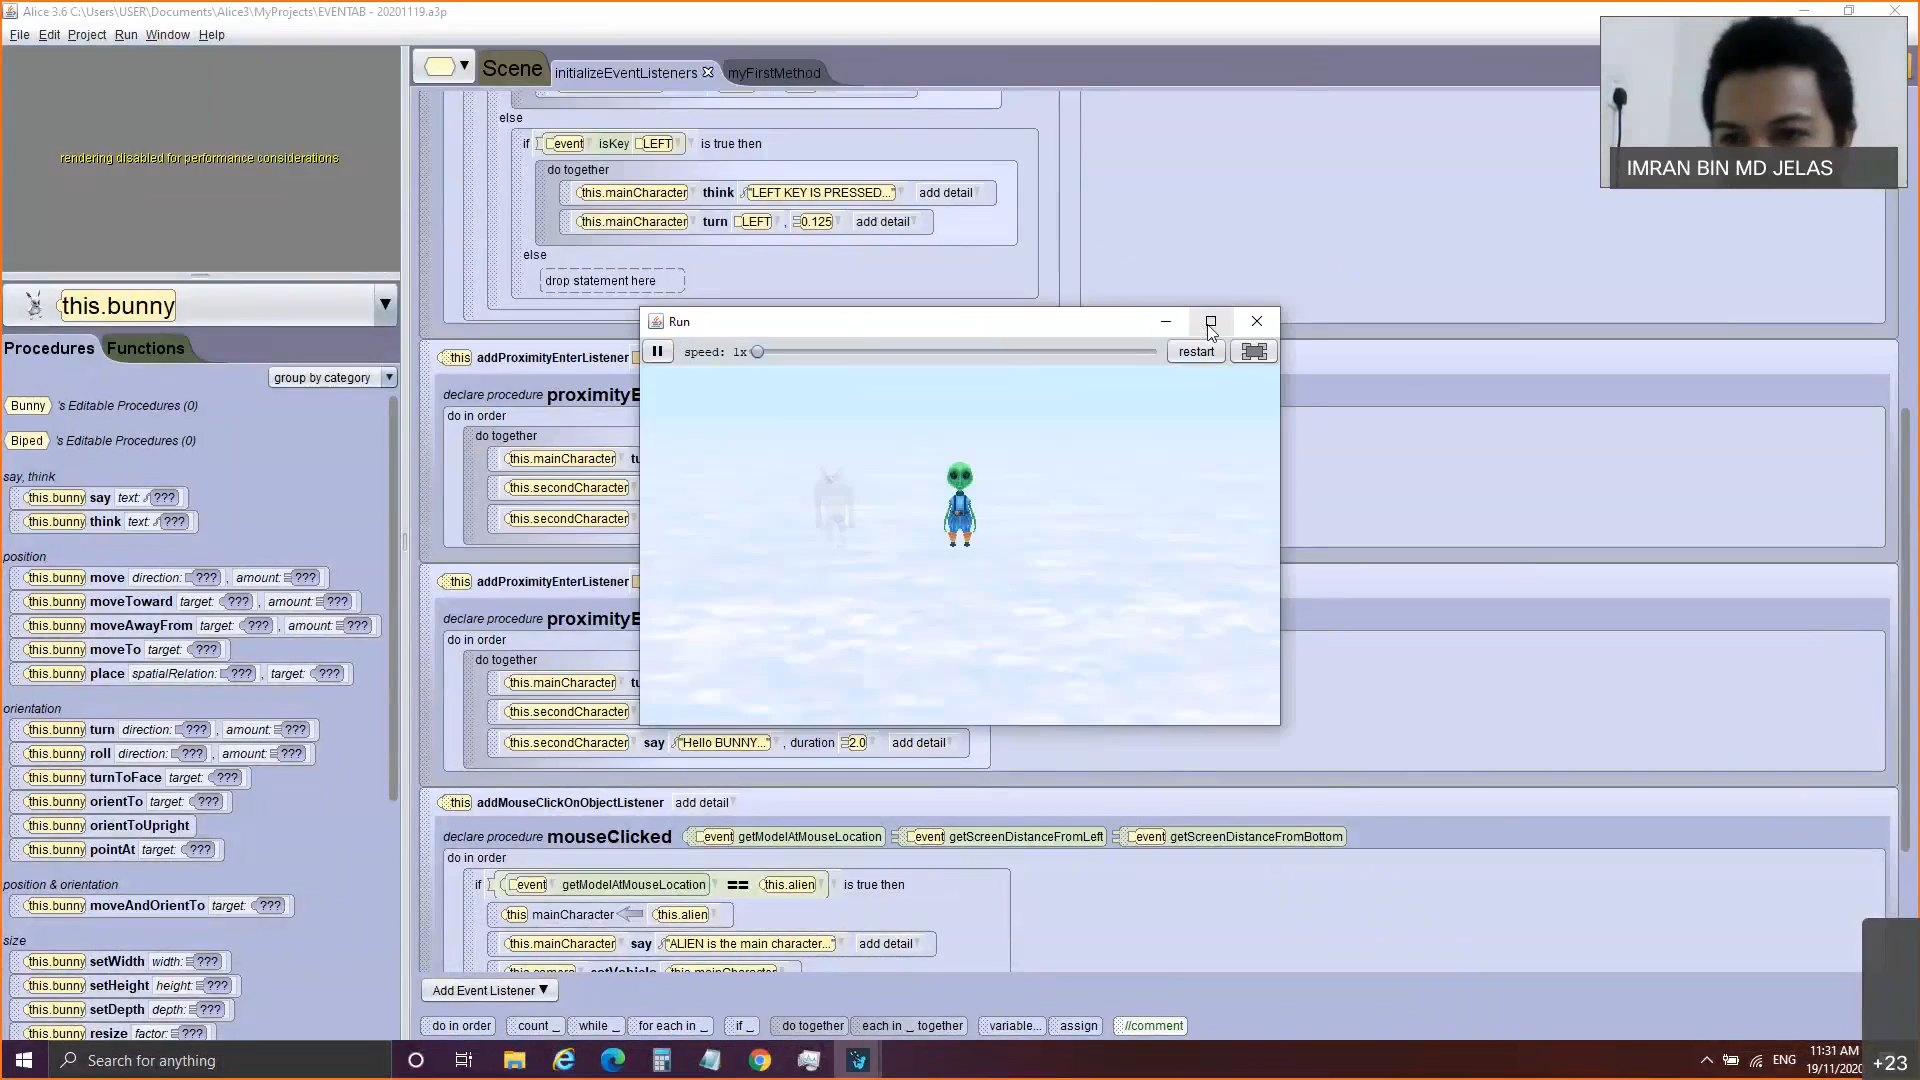 Alice 3.6 C:\Users\USER\Documents\Alice3\MyProjects\EVENTAB - 20201119.a3p
File Edit Project Run Window Help
rendering disabled for performance considerations
this.bunny
Procedures Functions
group by category
Bunny 's Editable Procedures (0)
Biped 's Editable Procedures (0)
say, think
this.bunny say text: ???
this.bunny think text: ???
position
this.bunny move direction: ??? , amount: ???
this.bunny moveToward target: ??? , amount: ???
this.bunny moveAwayFrom target: ??? , amount: ???
this.bunny moveTo target: ???
this.bunny place spatialRelation: ??? , target: ???
orientation
this.bunny turn direction: ??? , amount: ???
this.bunny roll direction: ??? , amount: ???
this.bunny turnToFace target: ???
this.bunny orientTo target: ???
this.bunny orientToUpright
this.bunny pointAt target: ???
position & orientation
this.bunny moveAndOrientTo target: ???
size
this.bunny setWidth width: ???
this.bunny setHeight height: ???
this.bunny setDepth depth: ???
this.bunny resize factor: ???
Scene initializeEventListeners myFirstMethod
else
if event isKey LEFT is true then
do together
this.mainCharacter think "LEFT KEY IS PRESSED..." add detail
this.mainCharacter turn LEFT , 0.125 add detail
else
drop statement here
this addProximityEnterListener
declare procedure proximityE
do in order
do together
this.mainCharacter tu
this.secondCharacter
this.secondCharacter
this addProximityEnterListener
declare procedure proximityE
do in order
do together
this.mainCharacter tu
this.secondCharacter
this.secondCharacter say "Hello BUNNY..." , duration 2.0 add detail
this addMouseClickOnObjectListener add detail
declare procedure mouseClicked event getModelAtMouseLocation event getScreenDistanceFromLeft event getScreenDistanceFromBottom
do in order
if event getModelAtMouseLocation == this.alien is true then
this mainCharacter this.alien
this.mainCharacter say "ALIEN is the main character..." add detail
Run
speed: 1x restart
IMRAN BIN MD JELAS
Add Event Listener
do in order count _ while _ for each in _ if _ do together each in _ together variable... assign //comment
Search for anything
ENG
11:31 AM
19/11/2020
+23